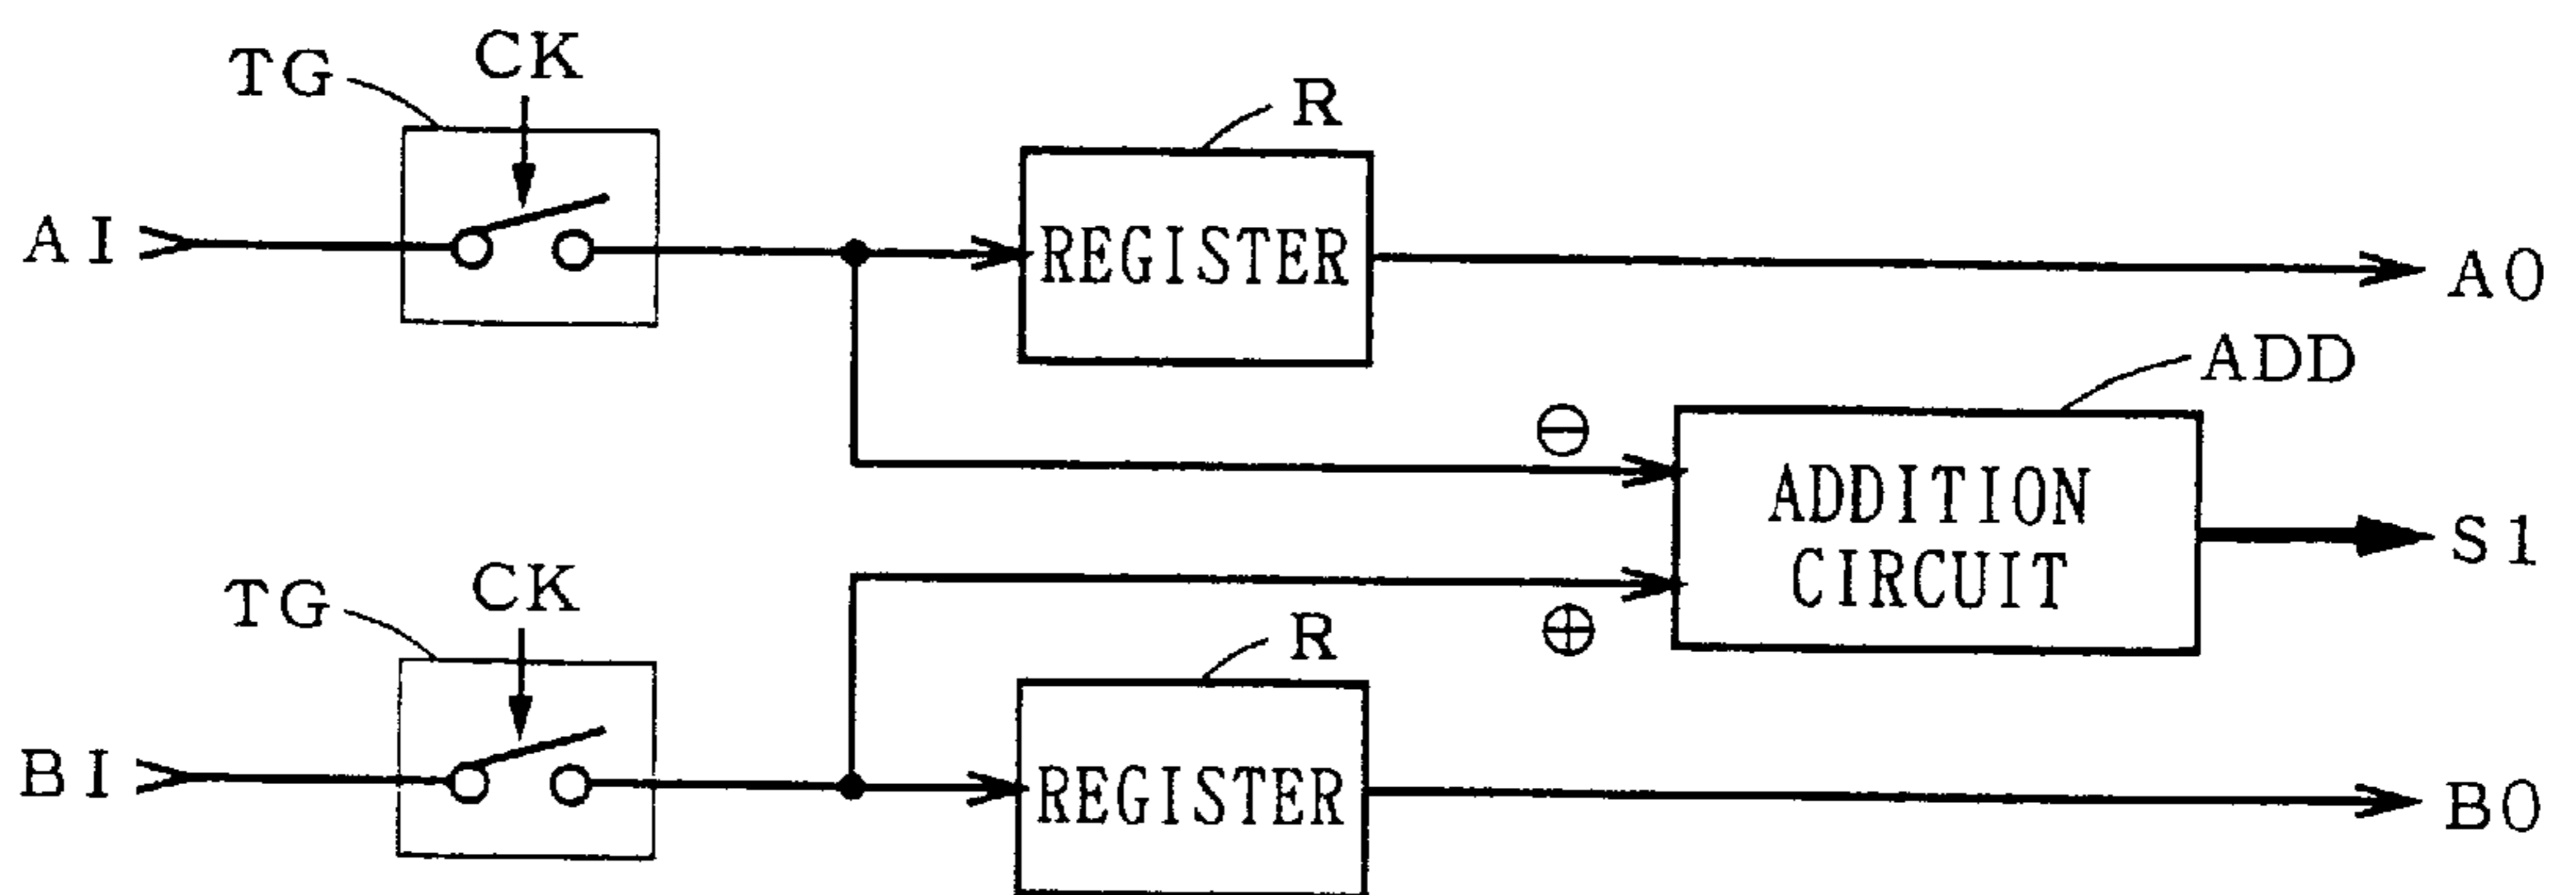 TG
CK
R
AI
REGISTER
AO
ADD
⊖
ADDITION
CIRCUIT
S1
TG
CK
⊕
R
BI
REGISTER
BO